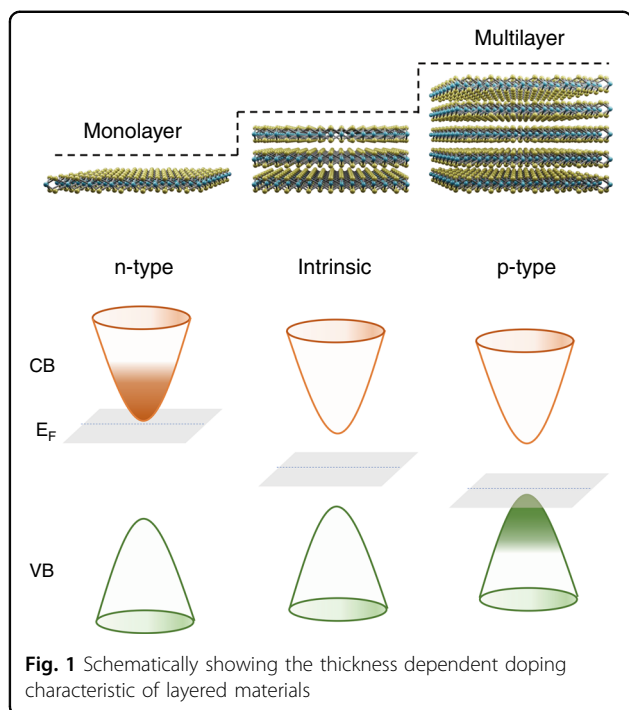 Multilayer
Monolayer
n-type
Intrinsic
p-type
CB
E_F
VB
Fig. 1 Schematically showing the thickness dependent doping
characteristic of layered materials